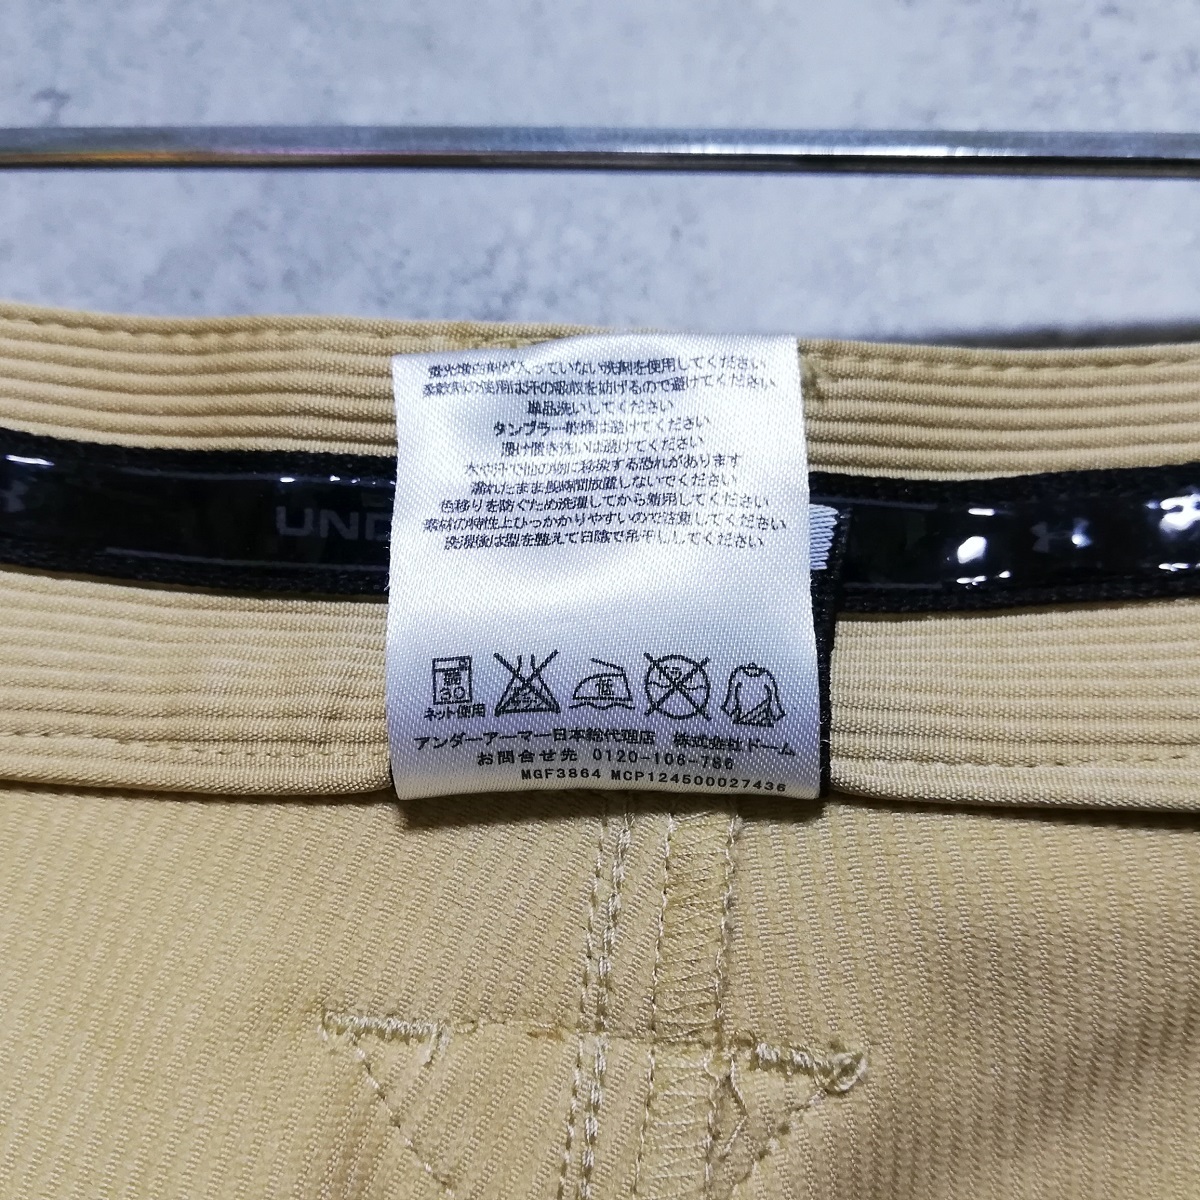 蛍光増白剤が入っていない洗剤を使用してください
柔軟剤の使用は汗の吸収を妨げるので避けてください
単品洗いしてください
タンブラー乾燥は避けてください
漬け置き洗いは避けてください
水や汗で他の物に移染する恐れがあります
濡れたまま長時間放置しないでください
色移りを防ぐため洗濯してから着用してください
素材の特性上ひっかかりやすいので注意してください
洗濯後は型を整えて日陰で吊干ししてください
UND
弱
30
ネット使用
低
アンダーアーマー日本総代理店 株式会社ドーム
お問合せ先 0120-106-786
MGF3864 MCP124500027436